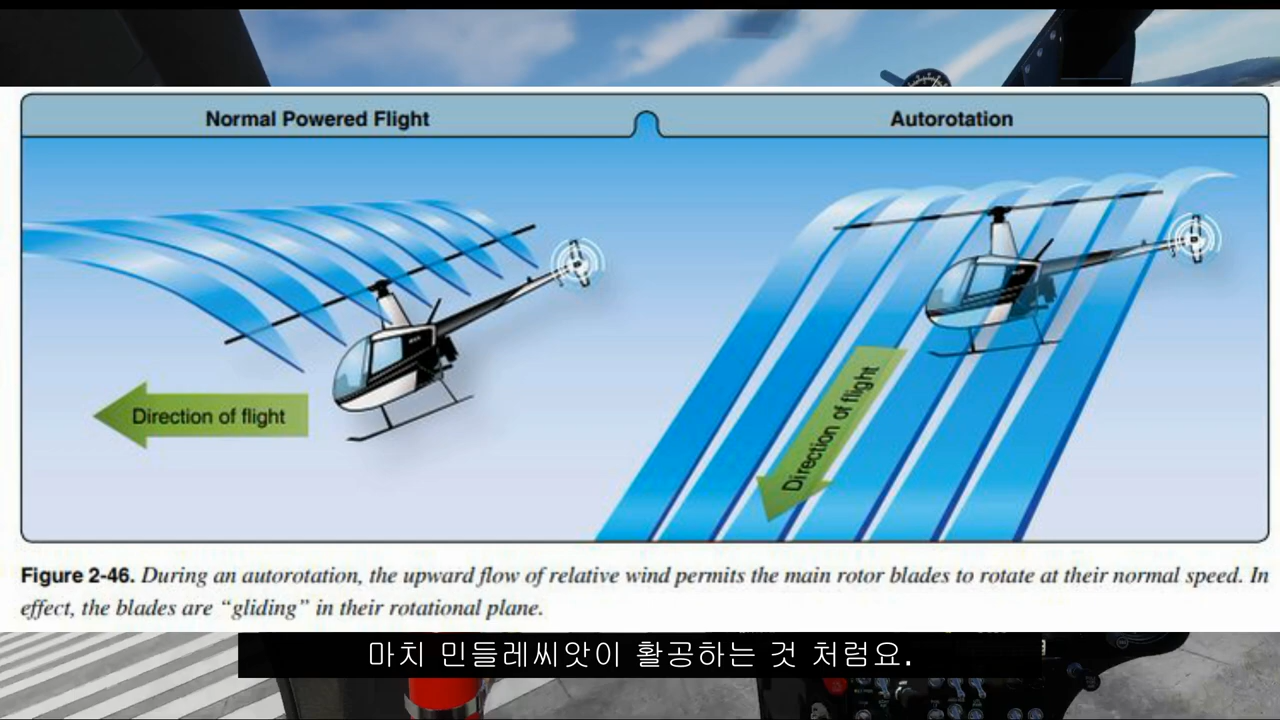 Normal Powered Flight
Autorotation
Direction of flight
Direction of flight
Figure 2-46. During an autorotation, the upward flow of relative wind permits the main rotor blades to rotate at their normal speed. In
effect, the blades are “gliding” in their rotational plane.
마치 민들레씨앗이 활공하는 것 처럼요.